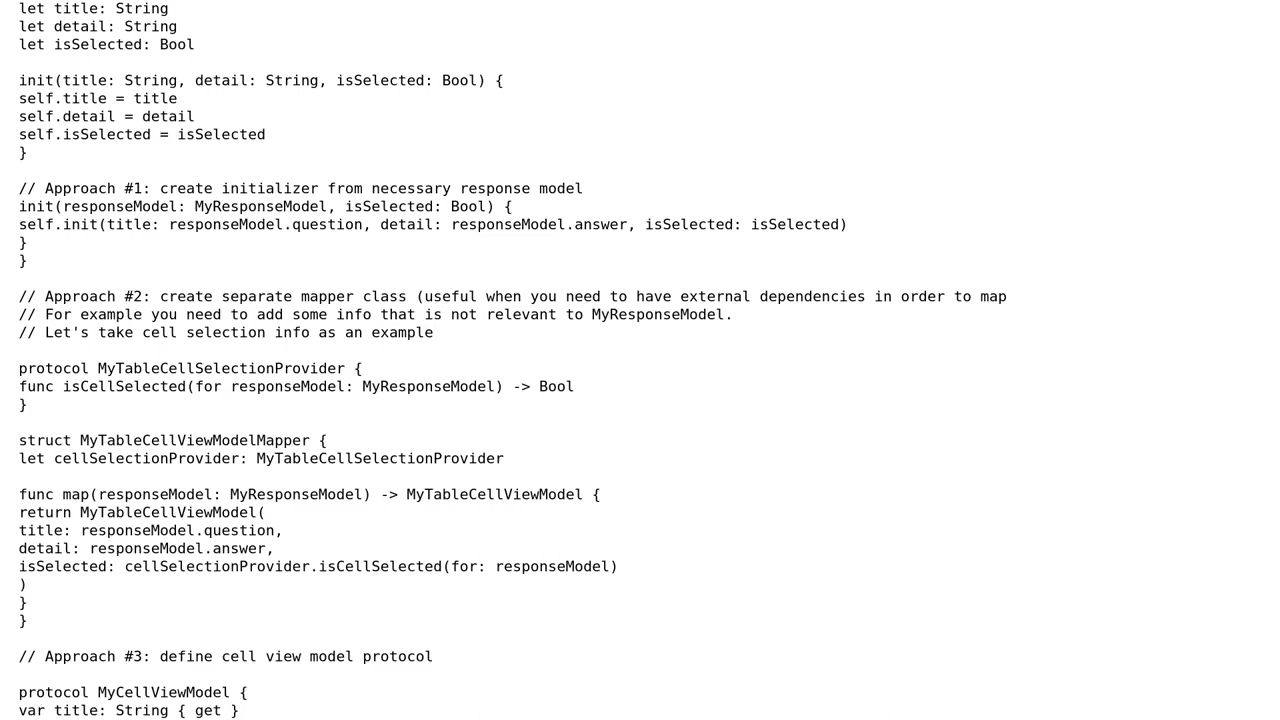 let title: String
let detail: String
let isSelected: Bool

init(title: String, detail: String, isSelected: Bool) {
self.title = title
self.detail = detail
self.isSelected = isSelected
}

// Approach #1: create initializer from necessary response model
init(responseModel: MyResponseModel, isSelected: Bool) {
self.init(title: responseModel.question, detail: responseModel.answer, isSelected: isSelected)
}
}

// Approach #2: create separate mapper class (useful when you need to have external dependencies in order to map
// For example you need to add some info that is not relevant to MyResponseModel.
// Let's take cell selection info as an example

protocol MyTableCellSelectionProvider {
func isCellSelected(for responseModel: MyResponseModel) -> Bool
}

struct MyTableCellViewModelMapper {
let cellSelectionProvider: MyTableCellSelectionProvider

func map(responseModel: MyResponseModel) -> MyTableCellViewModel {
return MyTableCellViewModel(
title: responseModel.question,
detail: responseModel.answer,
isSelected: cellSelectionProvider.isCellSelected(for: responseModel)
)
}
}

// Approach #3: define cell view model protocol

protocol MyCellViewModel {
var title: String { get }